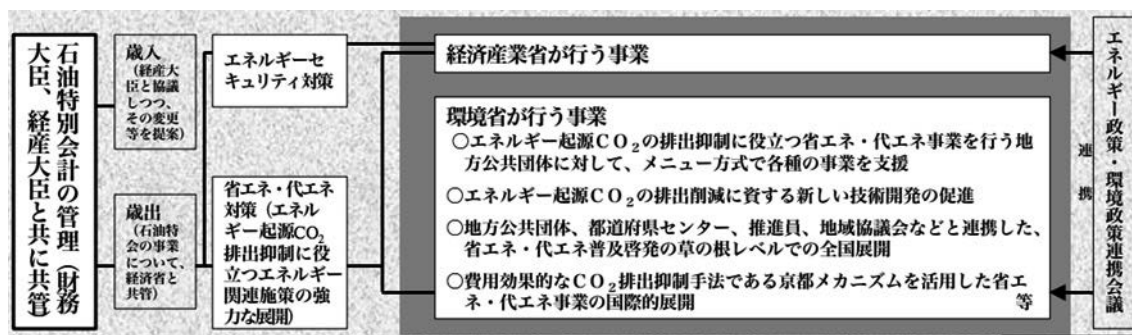 石油特別会計の管理（財務
大臣、経産大臣と共に共管）
歳入
（経産大
臣と協議
しつつ、
その変更
等を提案）
歳出
（石油特
会の事業
について、
経済省と
共管）
エネルギーセ
キュリティ対策
省エネ・代エネ
対策（エネル
ギー起源CO₂
排出抑制に役
立つエネルギー
関連施策の強
力な展開）
経済産業省が行う事業
環境省が行う事業
○エネルギー起源ＣＯ₂の排出抑制に役立つ省エネ・代エネ事業を行う地
方公共団体に対して、メニュー方式で各種の事業を支援
○エネルギー起源ＣＯ₂の排出削減に資する新しい技術開発の促進
○地方公共団体、都道府県センター、推進員、地域協議会などと連携した、
省エネ・代エネ普及啓発の草の根レベルでの全国展開
○費用効果的なＣＯ₂排出抑制手法である京都メカニズムを活用した省エ
ネ・代エネ事業の国際的展開 等
連携
エネルギー政策・環境政策連携会議